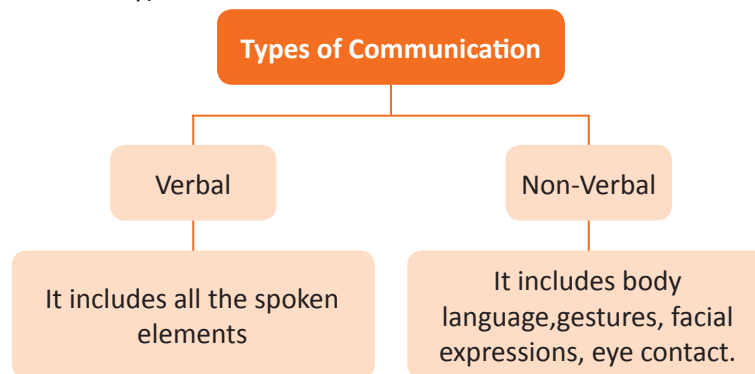 Types of Communication
Verbal
Non-Verbal
It includes all the spoken
elements
It includes body
language,gestures, facial
expressions, eye contact.